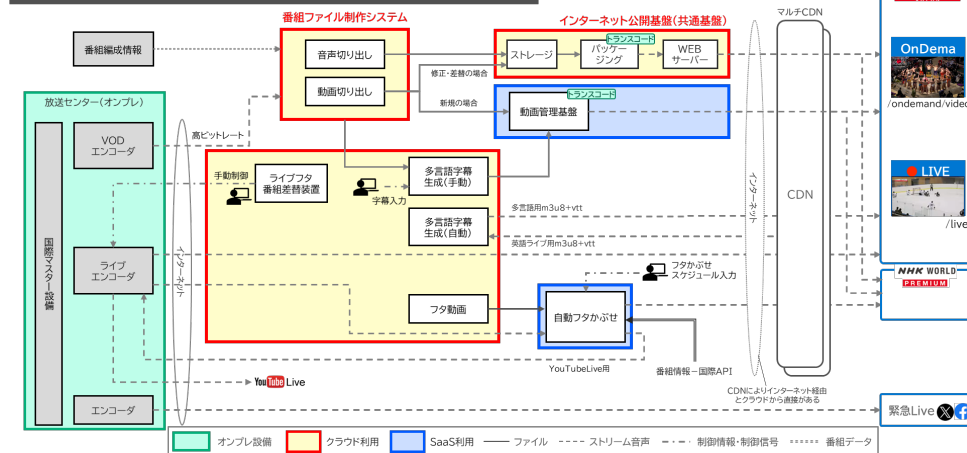 マルチCDN
番組ファイル制作システム
インターネット公開基盤(共通基盤)
番組編成情報
音声切り出し
動画切り出し
ストレージ
トランスコード
パッケー
ジング
WEB
サーバー
修正・差替の場合
新規の場合
トランスコード
動画管理基盤
OnDema
/ondemand/video
放送センター(オンプレ)
VOD
エンコーダ
高ビットレート
国際マスター設備
ライブ
エンコーダ
エンコーダ
インターネット
手動制御
ライブフタ
番組差替装置
字幕入力
多言語字幕
生成(手動)
多言語字幕
生成(自動)
多言語用m3u8+vtt
英語ライブ用m3u8+vtt
インターネット
CDN
LIVE
/live
フタかぶせ
スケジュール入力
フタ動画
自動フタかぶせ
NHK WORLD
PREMIUM
YouTubeLive用
番組情報－国際API
You Tube Live
CDNによりインターネット経由
とクラウドから直接がある
緊急Live
オンプレ設備
クラウド利用
SaaS利用
ファイル
ストリーム音声
制御情報・制御信号
番組データ